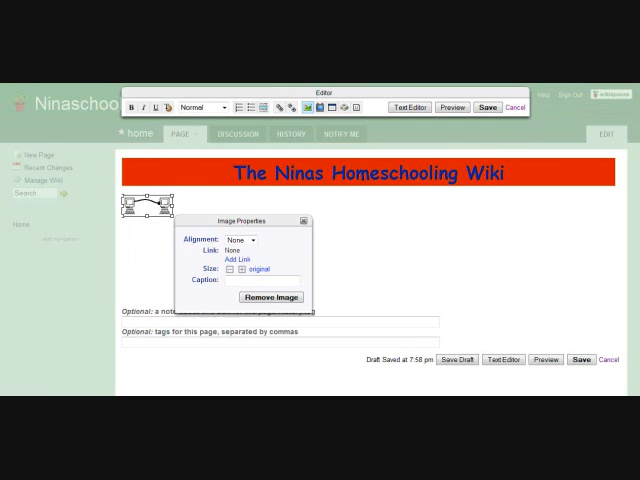 Editor
Ninaschoo
Help Sign Out wikispaces
B I U Normal Text Editor Preview Save Cancel
* home PAGE DISCUSSION HISTORY NOTIFY ME EDIT
New Page
Recent Changes
Manage Wiki
Search
Home
add navigation
The Ninas Homeschooling Wiki
Image Properties
Alignment: None
Link: None
Add Link
Size: original
Caption:
Remove Image
Optional: a note
Optional: tags for this page, separated by commas
Draft Saved at 7:58 pm Save Draft Text Editor Preview Save Cancel